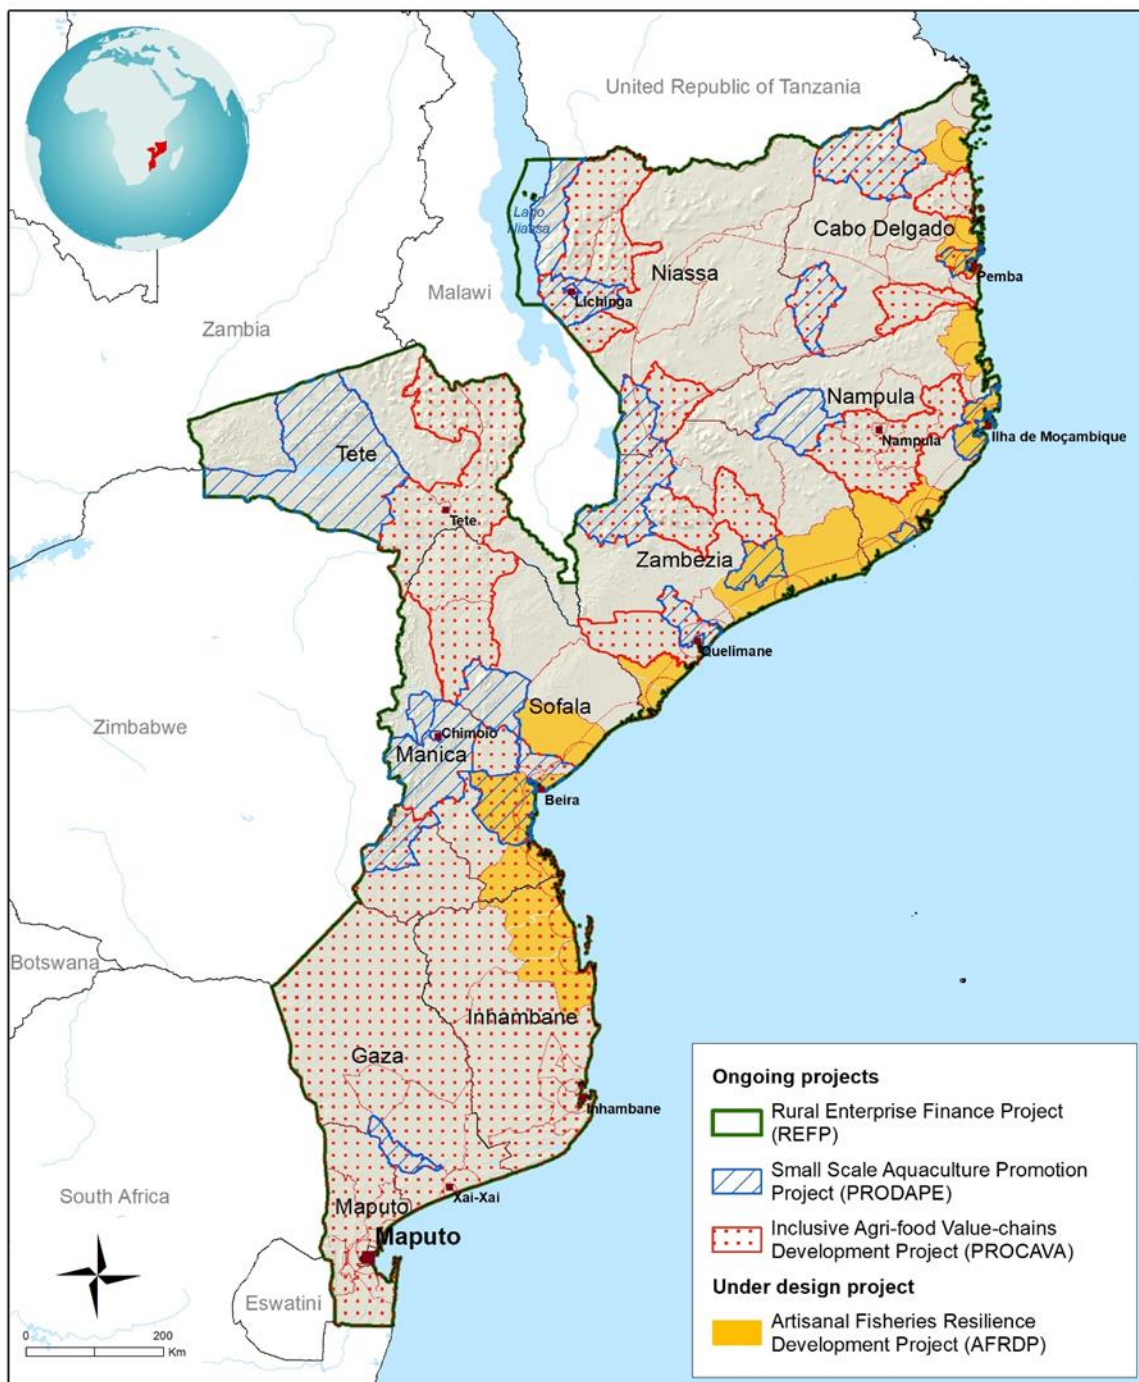 United Republic of Tanzania
Lago
Niassa
Cabo Delgado
Niassa
Pemba
Malawi
Lichinga
Zambia
Nampula
Nampula
Ilha de Moçambique
Tete
Tete
Zambezia
Quelimane
Sofala
Zimbabwe
Chimoio
Manica
Beira
Botswana
Inhambane
Gaza
Inhambane
South Africa
Xai-Xai
Maputo
Maputo
Eswatini
0 200
Km
Ongoing projects
Rural Enterprise Finance Project
(REFP)
Small Scale Aquaculture Promotion
Project (PRODAPE)
Inclusive Agri-food Value-chains
Development Project (PROCAVA)
Under design project
Artisanal Fisheries Resilience
Development Project (AFRDP)